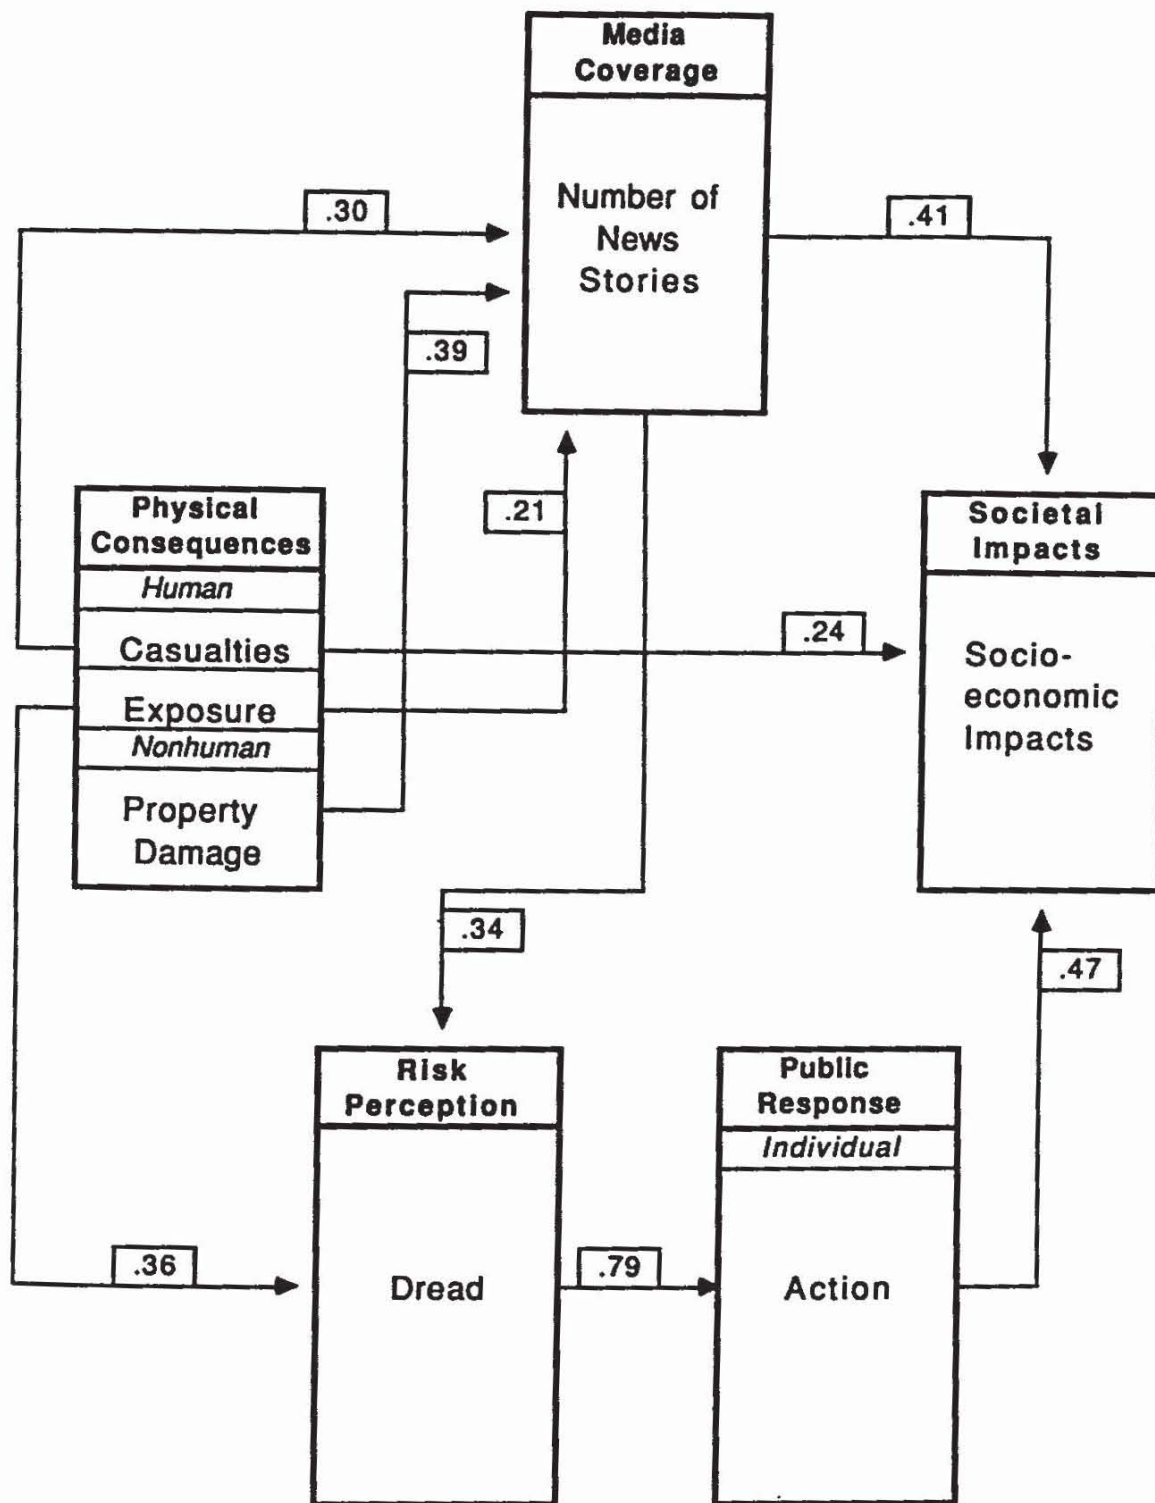 Media
Coverage
Number of
News
Stories
.30
.41
.39
.21
Physical
Consequences
Human
Casualties
Exposure
Nonhuman
Property
Damage
Societal
Impacts
Socio-
economic
Impacts
.24
.34
.47
Risk
Perception
Dread
.36
.79
Public
Response
Individual
Action